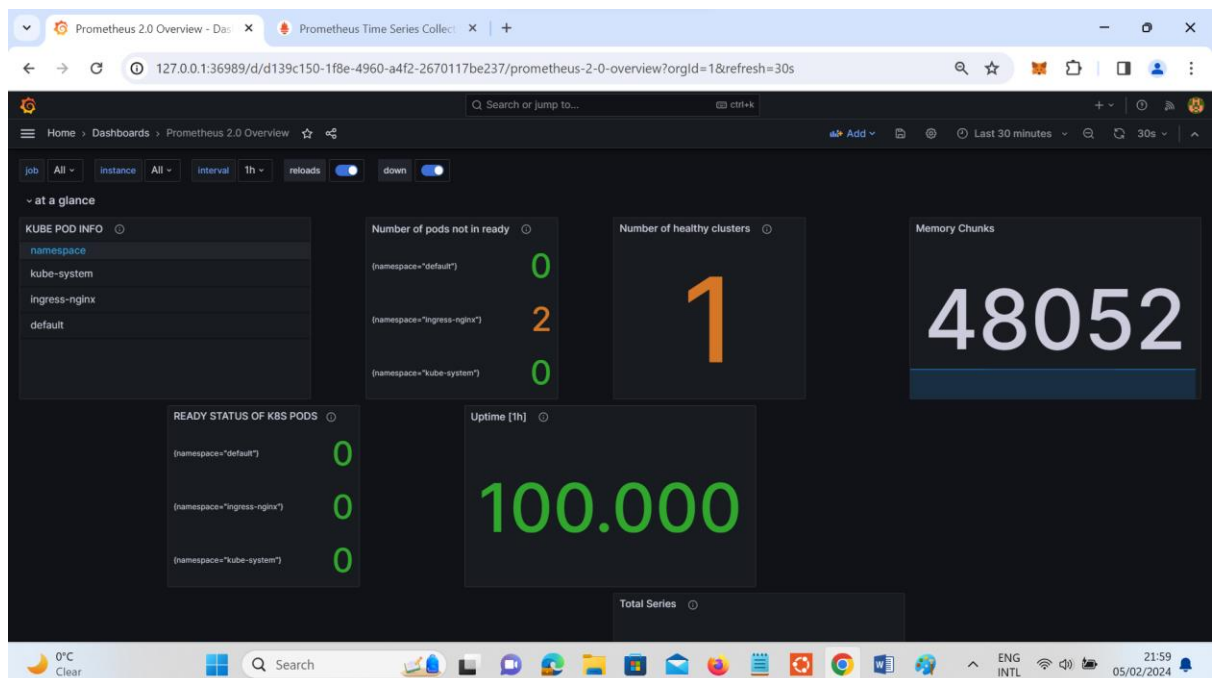 Prometheus 2.0 Overview - Das
Prometheus Time Series Collect
127.0.0.1:36989/d/d139c150-1f8e-4960-a4f2-2670117be237/prometheus-2-0-overview?orgId=1&refresh=30s
Search or jump to... ctrl+k
Home › Dashboards › Prometheus 2.0 Overview
Add
Last 30 minutes
30s
job All instance All interval 1h reloads down
at a glance
KUBE POD INFO
namespace
kube-system
ingress-nginx
default
Number of pods not in ready
{namespace="default"} 0
{namespace="ingress-nginx"} 2
{namespace="kube-system"} 0
Number of healthy clusters
1
Memory Chunks
48052
READY STATUS OF K8S PODS
{namespace="default"} 0
{namespace="ingress-nginx"} 0
{namespace="kube-system"} 0
Uptime [1h]
100.000
Total Series
0°C
Clear
Search
ENG
INTL
21:59
05/02/2024